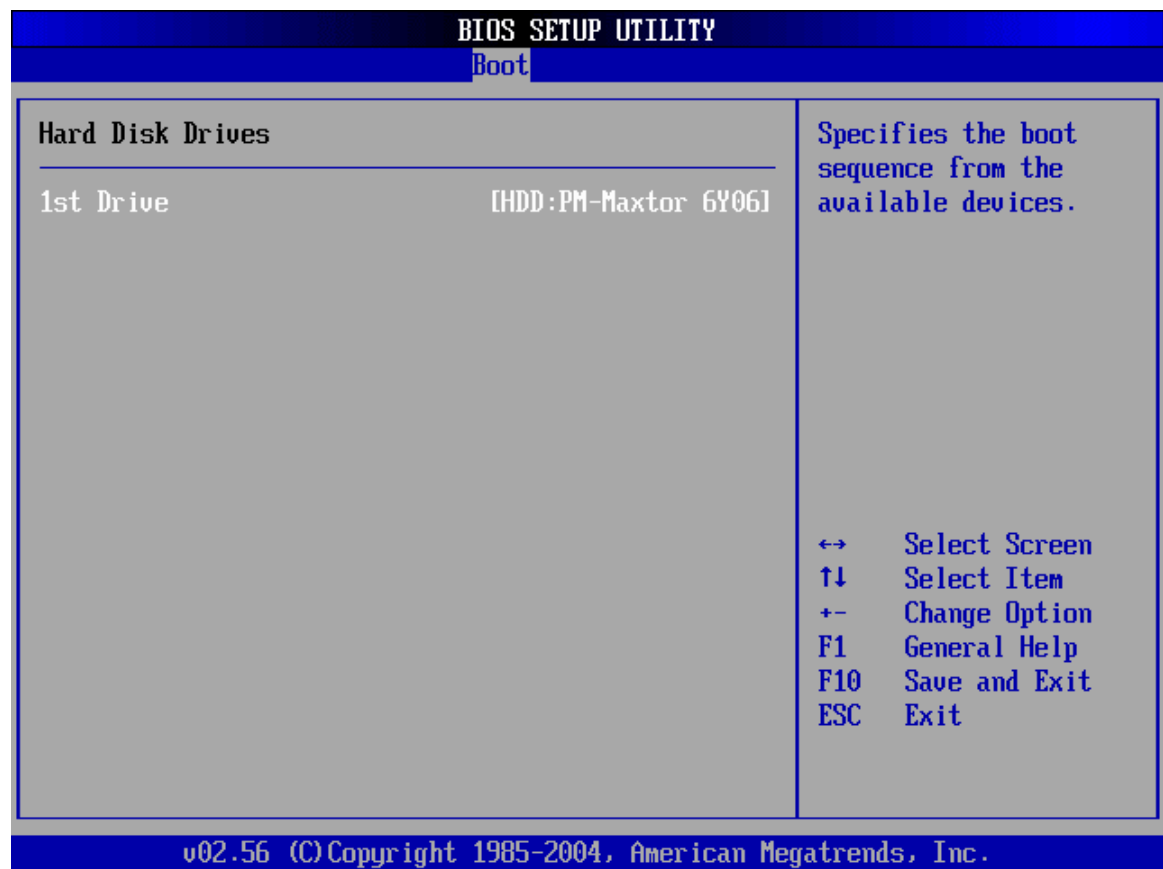 BIOS SETUP UTILITY
Boot
Hard Disk Drives
1st Drive [HDD:PM-Maxtor 6Y06]
Specifies the boot
sequence from the
available devices.
←→ Select Screen
↑↓ Select Item
+- Change Option
F1 General Help
F10 Save and Exit
ESC Exit
v02.56 (C)Copyright 1985-2004, American Megatrends, Inc.